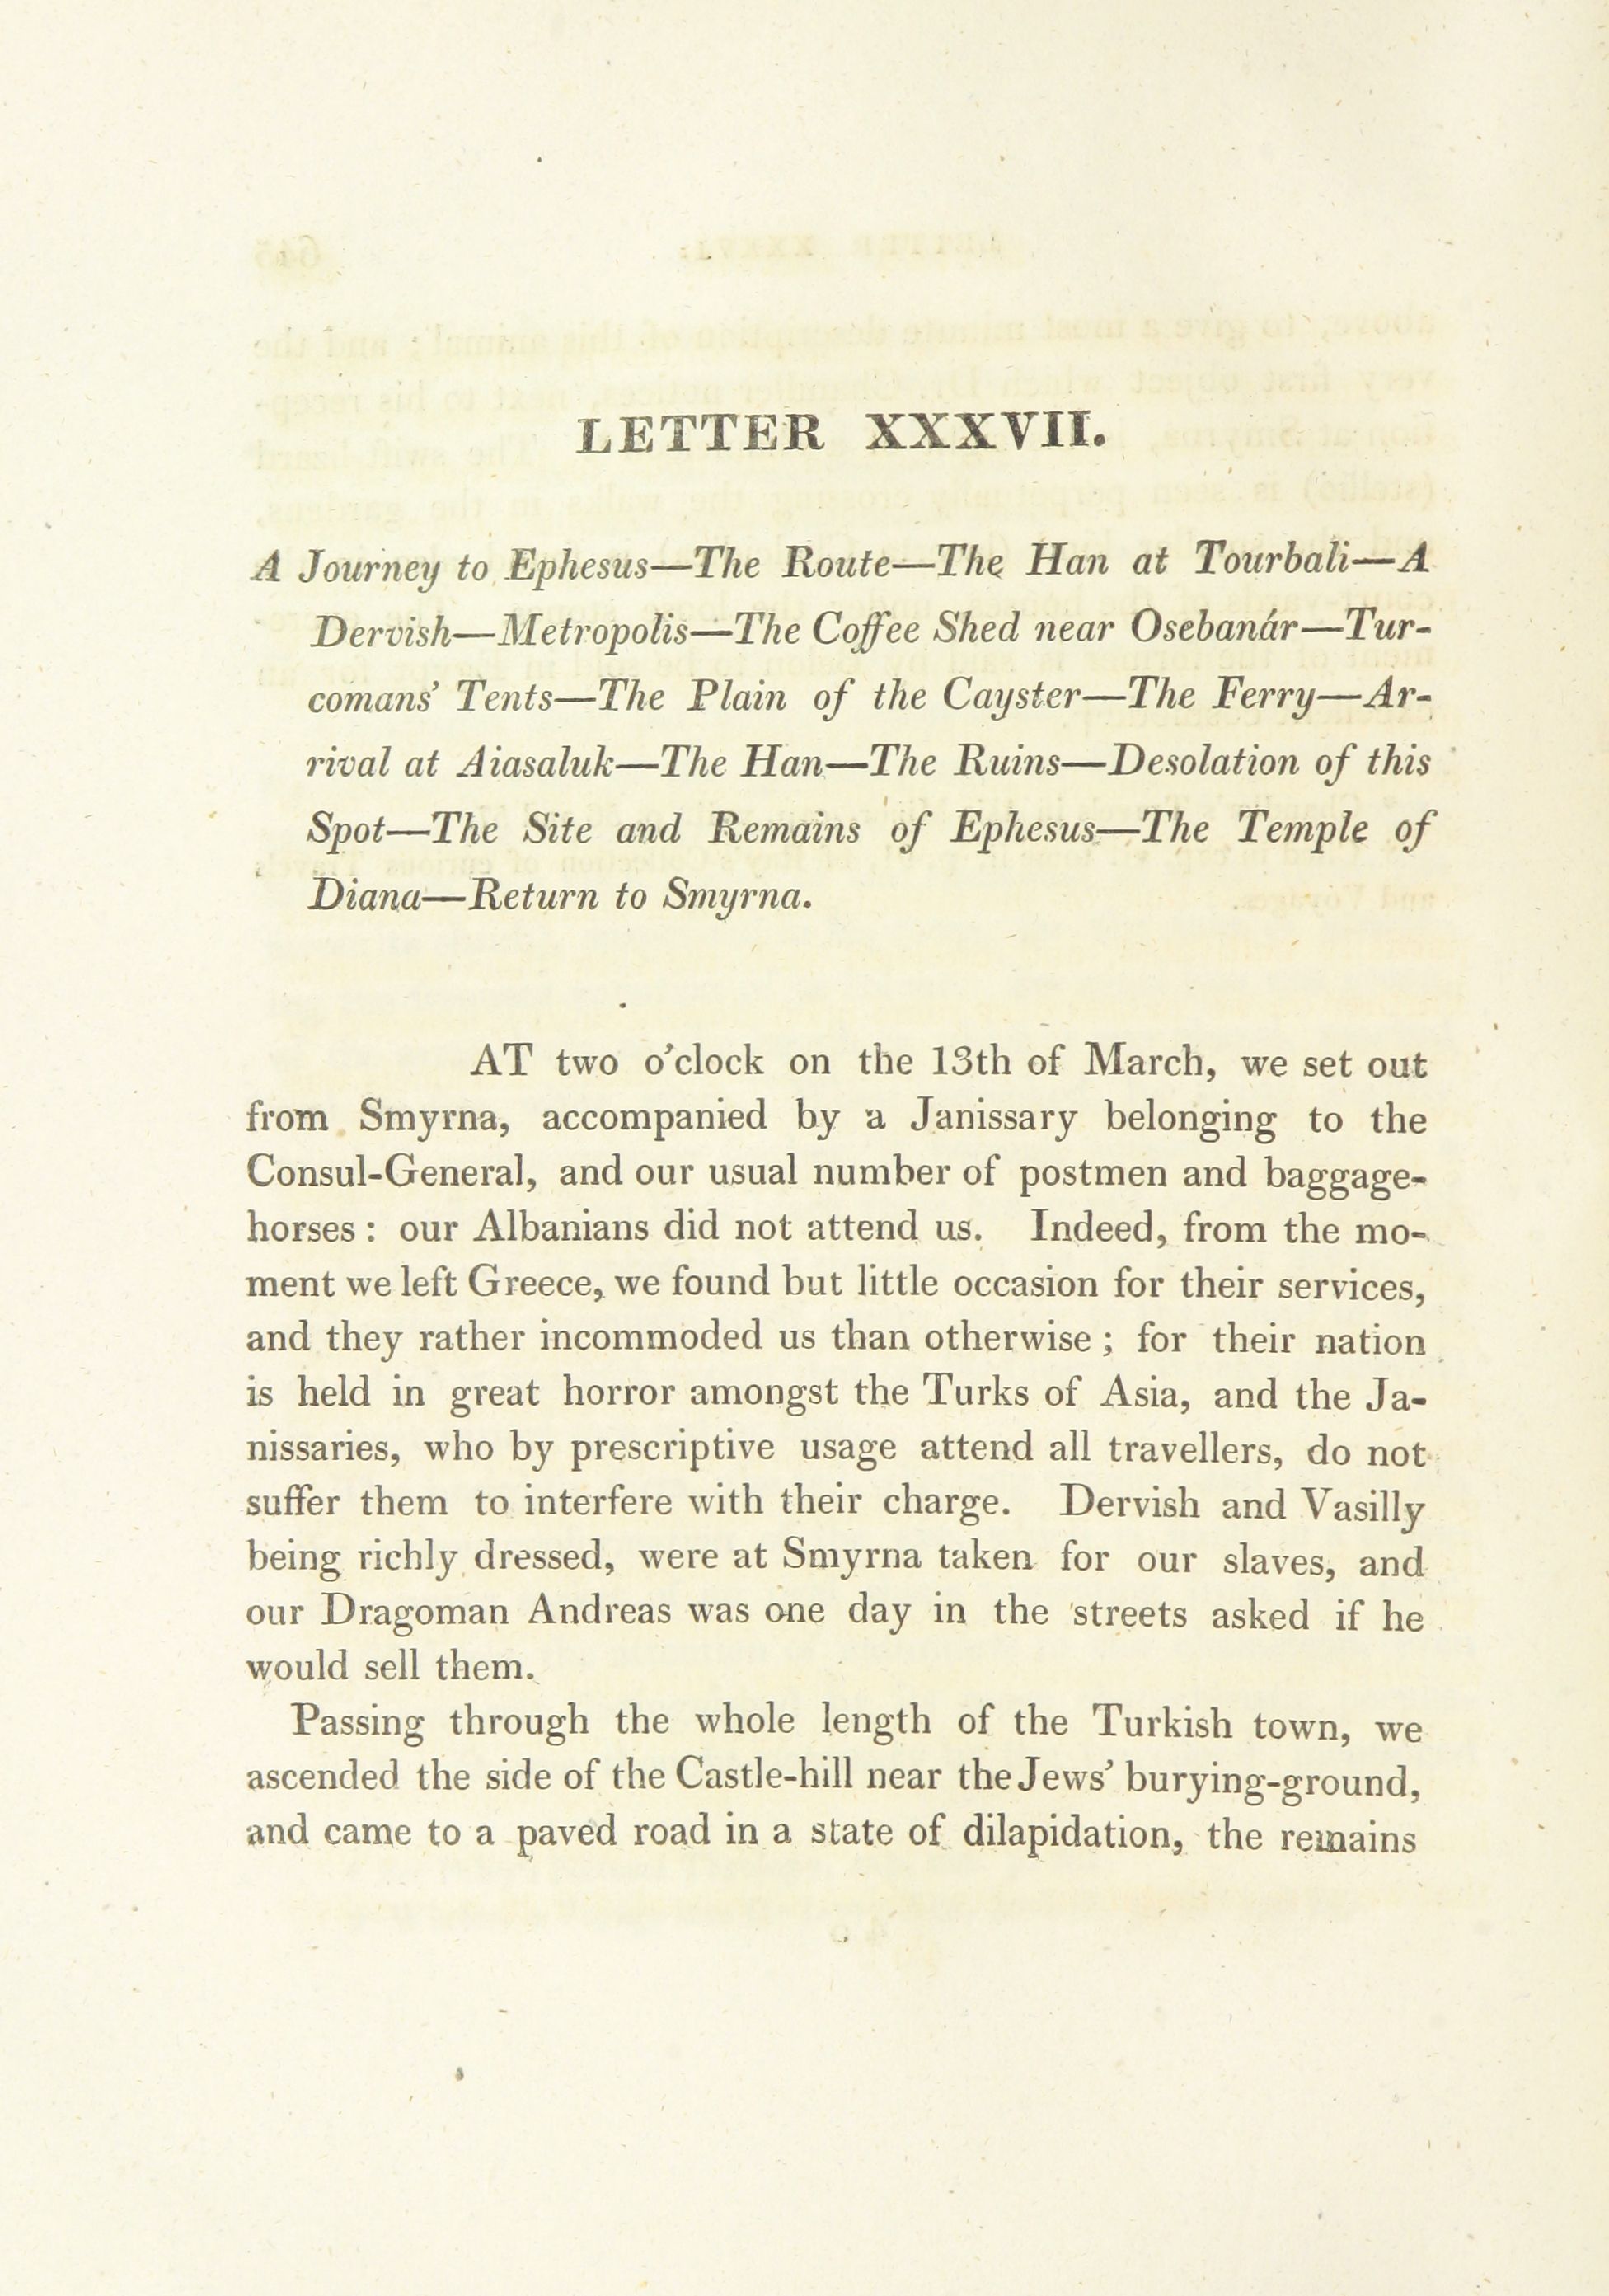 LETTER XXXVII.
A Journey to Ephesus—The Route—The Han at Tourbali—A
Dervish—Metropolis—The Coffee Shed near Osebanár—Tur-
comans' Tents—The Plain of the Cayster—The Ferry—Ar-
rival at Aiasaluk—The Han—The Ruins—Desolation of this
Spot—The Site and Remains of Ephesus—The Temple of
Diana—Return to Smyrna.
AT two o'clock on the 13th of March, we set out
from Smyrna, accompanied by a Janissary belonging to the
Consul-General, and our usual number of postmen and baggage-
horses : our Albanians did not attend us. Indeed, from the mo-
ment we left Greece, we found but little occasion for their services,
and they rather incommoded us than otherwise ; for their nation
is held in great horror amongst the Turks of Asia, and the Ja-
nissaries, who by prescriptive usage attend all travellers, do not
suffer them to interfere with their charge. Dervish and Vasilly
being richly dressed, were at Smyrna taken for our slaves, and
our Dragoman Andreas was one day in the streets asked if he
would sell them.
Passing through the whole length of the Turkish town, we
ascended the side of the Castle-hill near the Jews' burying-ground,
and came to a paved road in a state of dilapidation, the remains